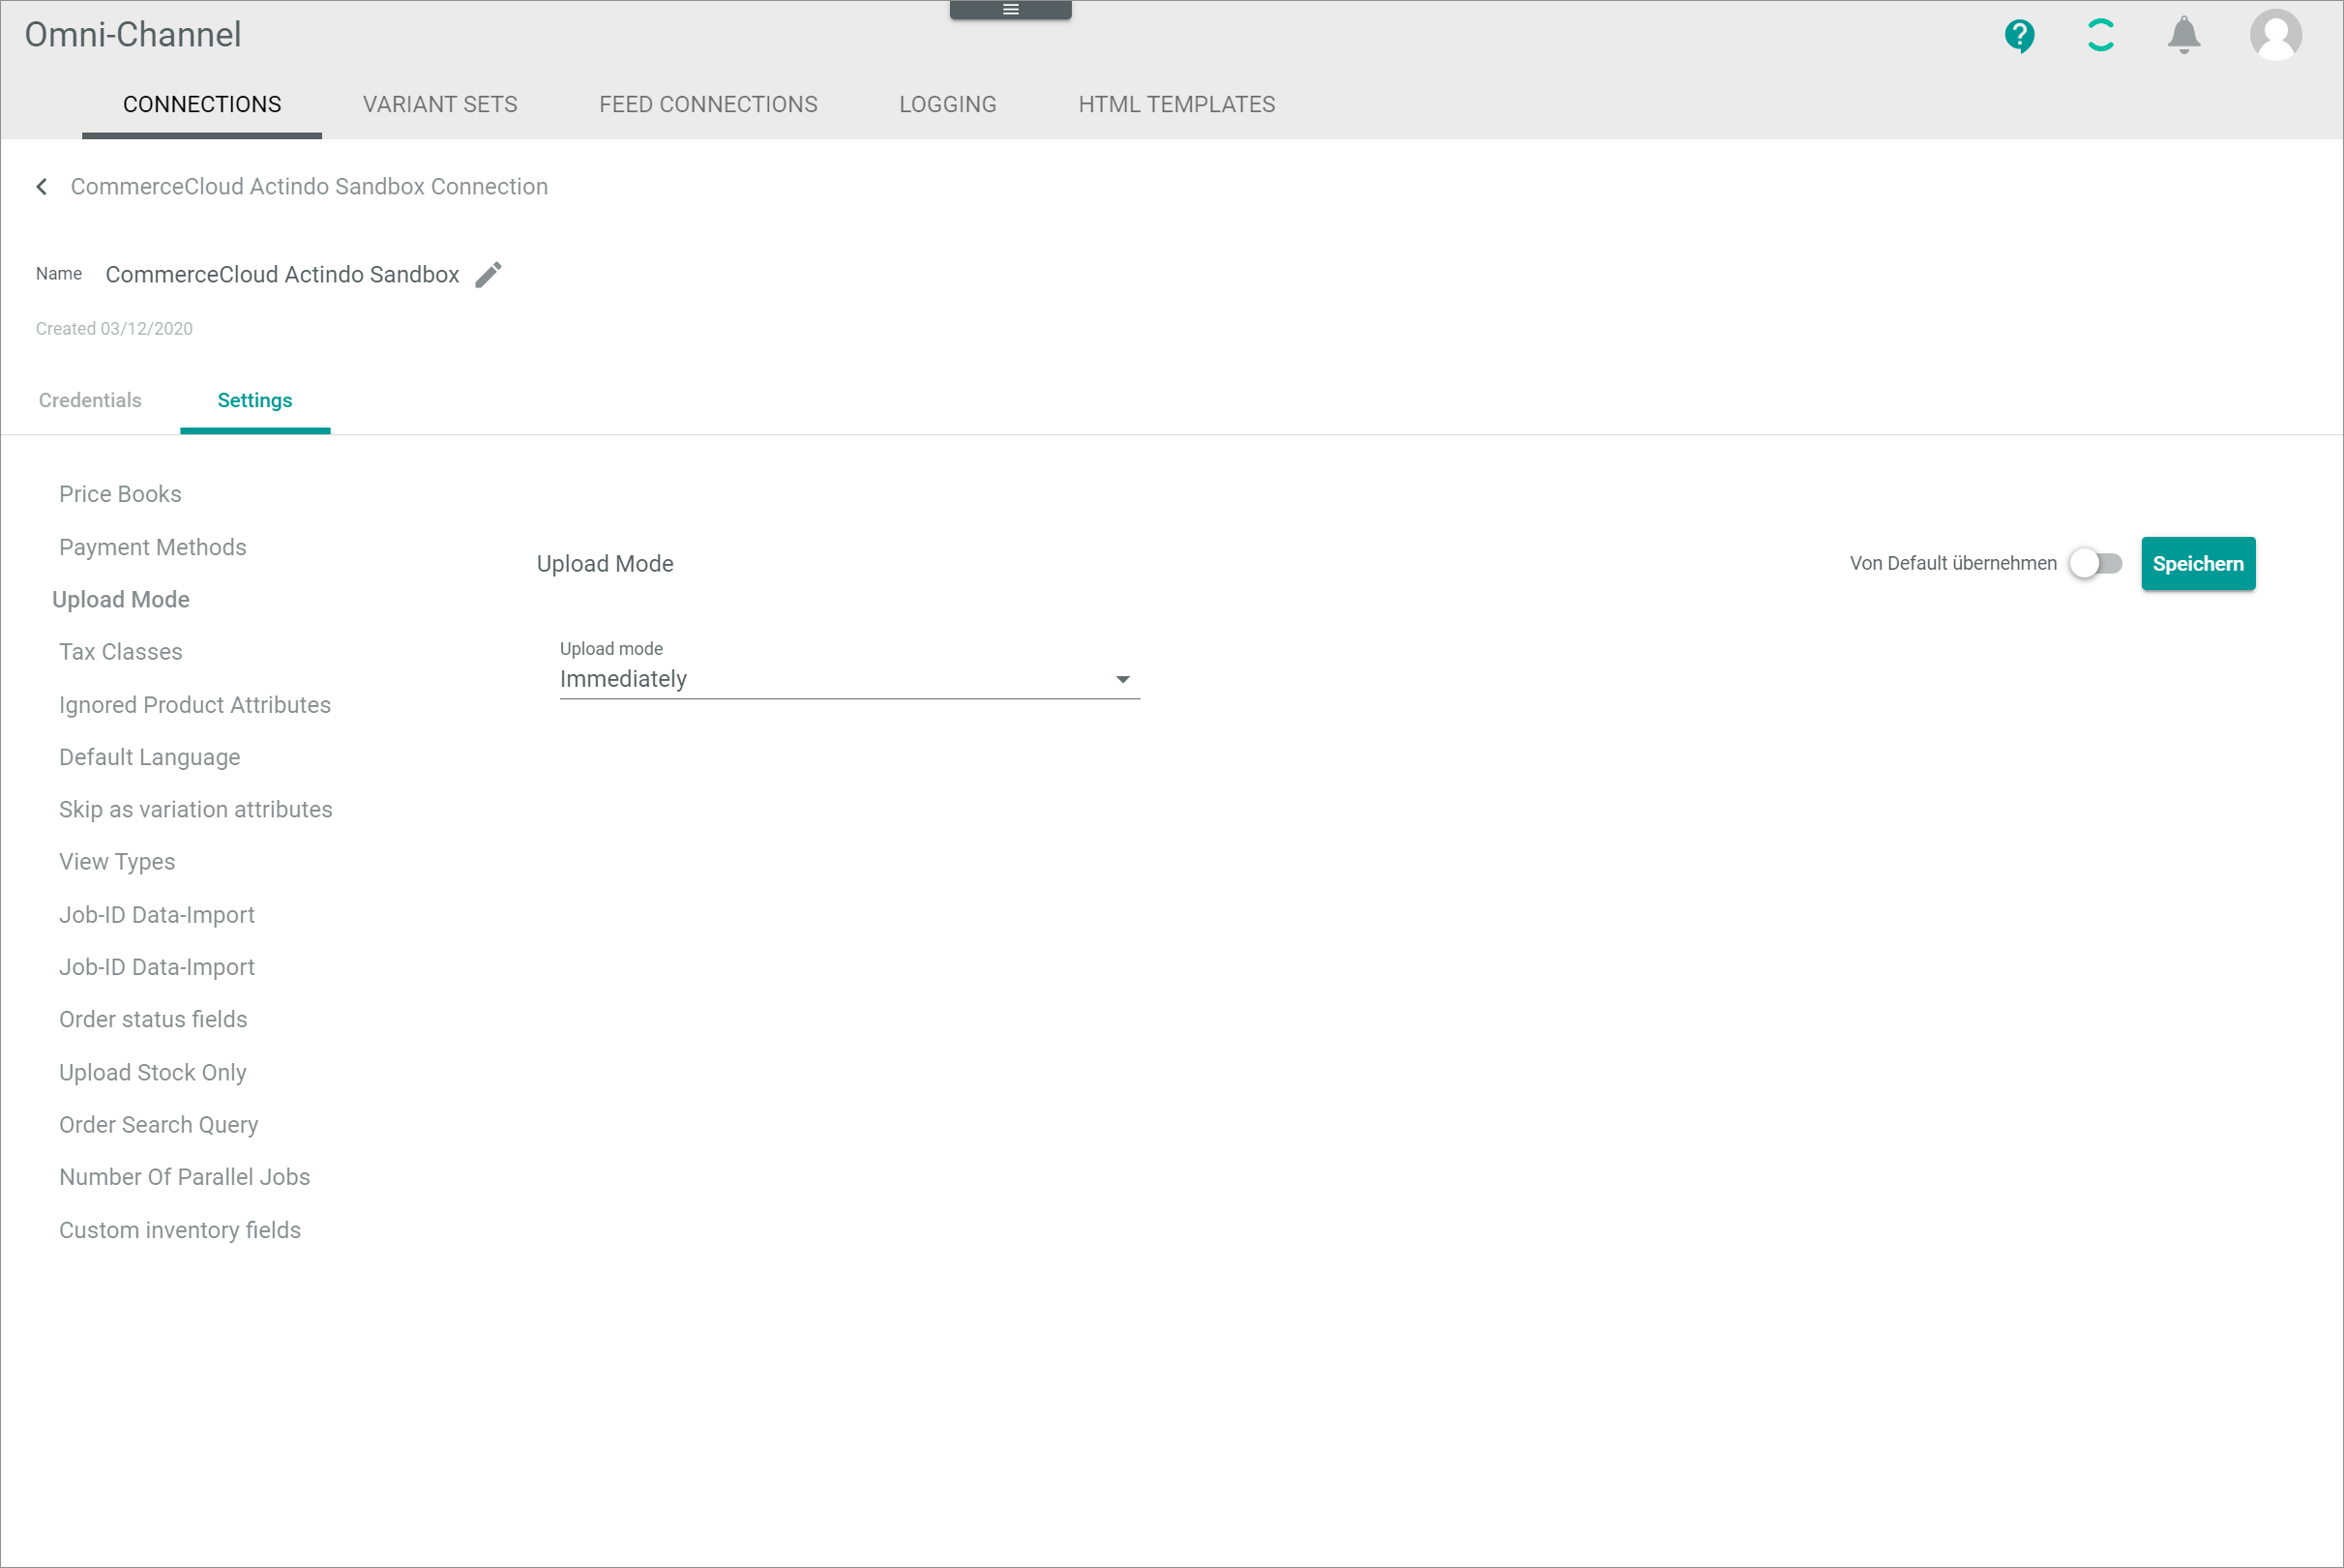 Omni-Channel
CONNECTIONS VARIANT SETS FEED CONNECTIONS LOGGING HTML TEMPLATES
CommerceCloud Actindo Sandbox Connection
Name CommerceCloud Actindo Sandbox
Created 03/12/2020
Credentials Settings
Price Books
Payment Methods
Upload Mode
Tax Classes
Ignored Product Attributes
Default Language
Skip as variation attributes
View Types
Job-ID Data-Import
Job-ID Data-Import
Order status fields
Upload Stock Only
Order Search Query
Number Of Parallel Jobs
Custom inventory fields
Upload Mode
Von Default übernehmen Speichern
Upload mode
Immediately